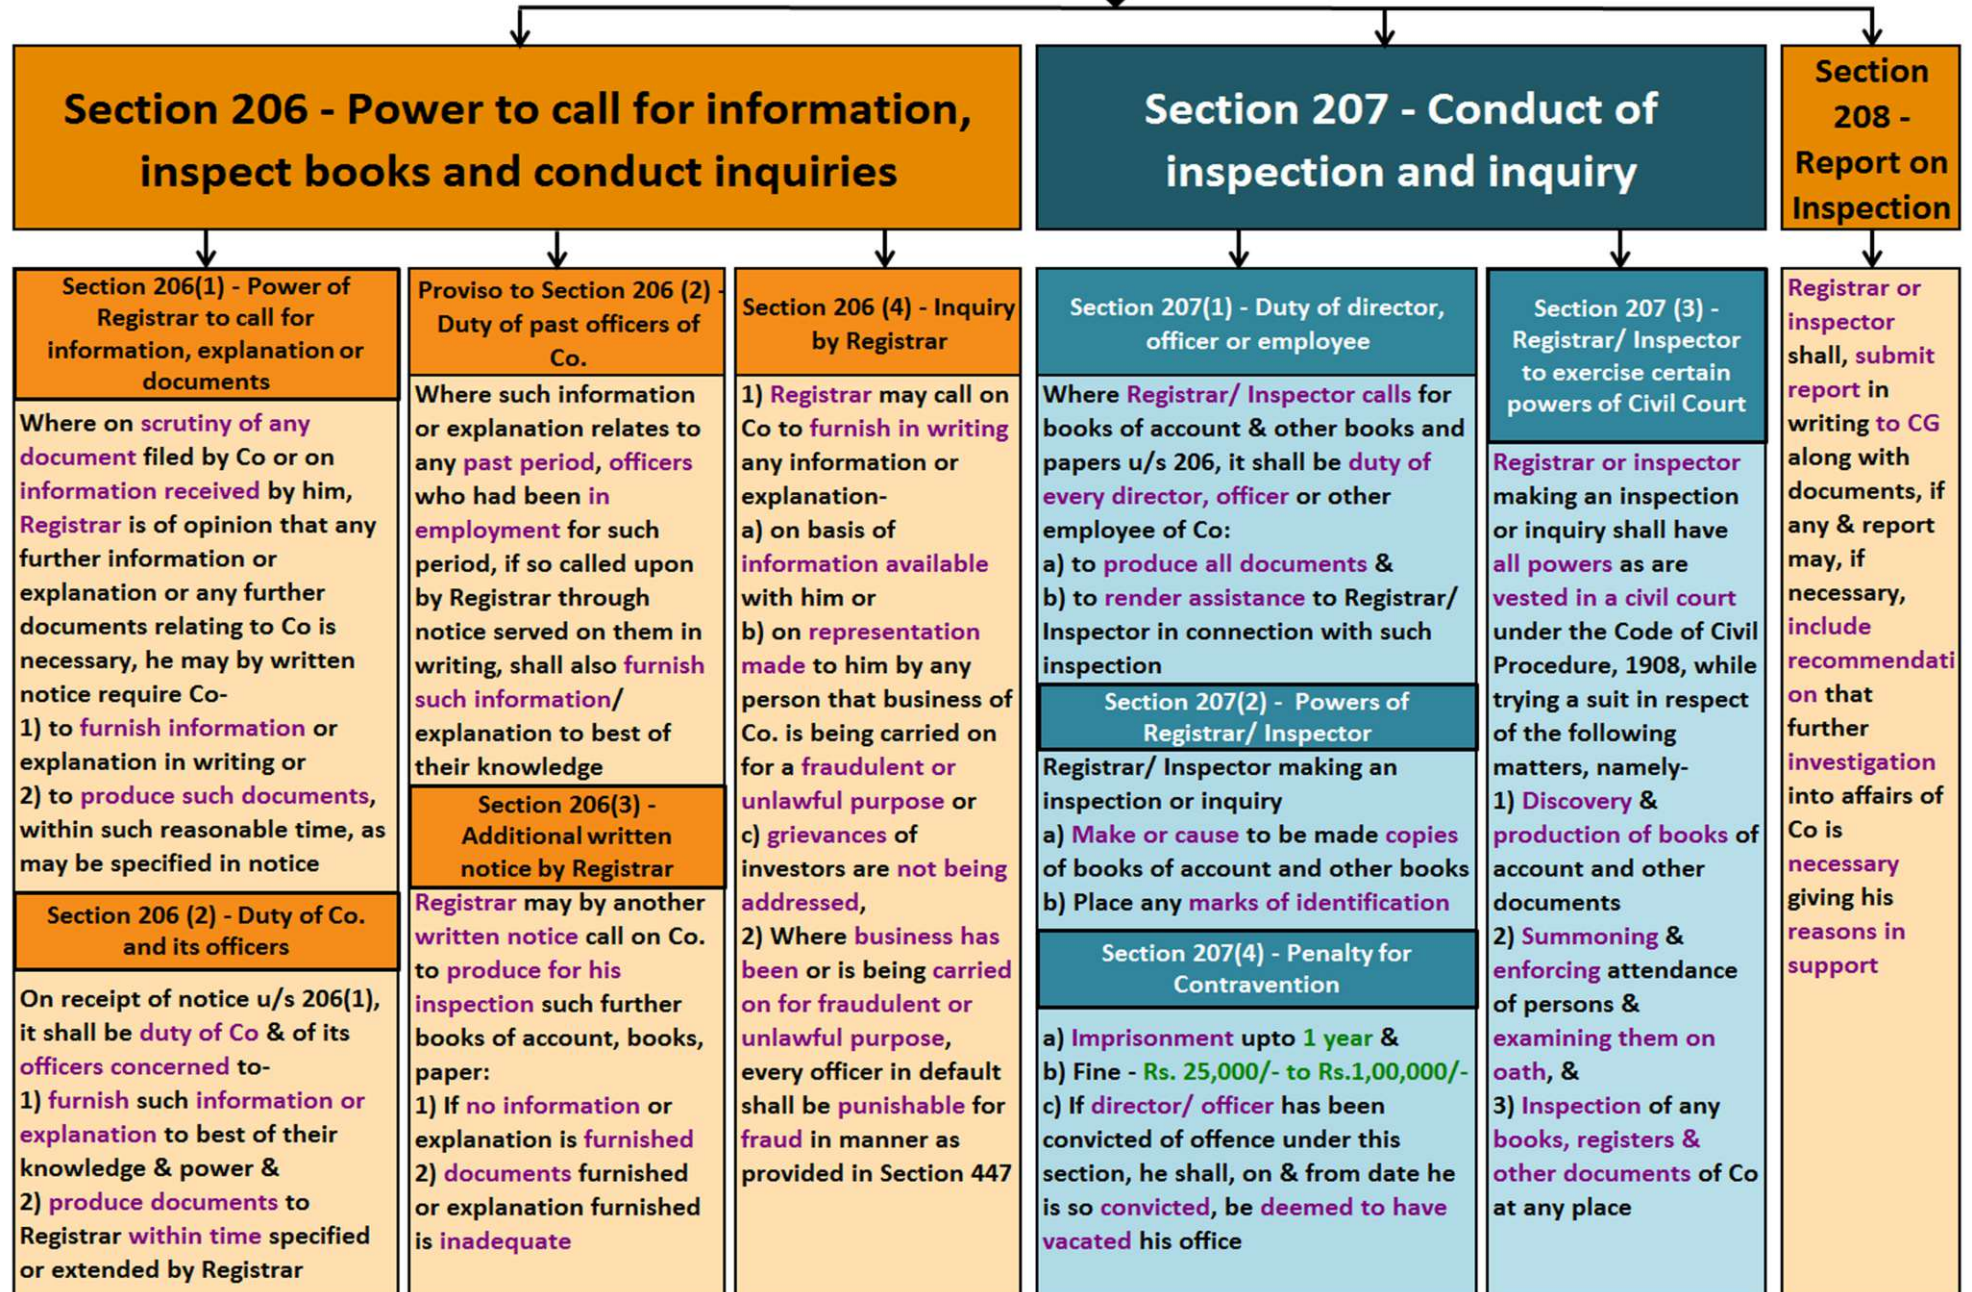 Section 206 - Power to call for information,
inspect books and conduct inquiries
Section 206(1) - Power of
Registrar to call for
information, explanation or
documents
Where on scrutiny of any
document filed by Co or on
information received by him,
Registrar is of opinion that any
further information or
explanation or any further
documents relating to Co is
necessary, he may by written
notice require Co-
1) to furnish information or
explanation in writing or
2) to produce such documents,
within such reasonable time, as
may be specified in notice
Section 206 (2) - Duty of Co.
and its officers
On receipt of notice u/s 206(1),
it shall be duty of Co & of its
officers concerned to-
1) furnish such information or
explanation to best of their
knowledge & power &
2) produce documents to
Registrar within time specified
or extended by Registrar
Proviso to Section 206 (2) -
Duty of past officers of
Co.
Where such information
or explanation relates to
any past period, officers
who had been in
employment for such
period, if so called upon
by Registrar through
notice served on them in
writing, shall also furnish
such information/
explanation to best of
their knowledge
Section 206(3) -
Additional written
notice by Registrar
Registrar may by another
written notice call on Co.
to produce for his
inspection such further
books of account, books,
paper:
1) If no information or
explanation is furnished
2) documents furnished
or explanation furnished
is inadequate
Section 206 (4) - Inquiry
by Registrar
1) Registrar may call on
Co to furnish in writing
any information or
explanation-
a) on basis of
information available
with him or
b) on representation
made to him by any
person that business of
Co. is being carried on
for a fraudulent or
unlawful purpose or
c) grievances of
investors are not being
addressed,
2) Where business has
been or is being carried
on for fraudulent or
unlawful purpose,
every officer in default
shall be punishable for
fraud in manner as
provided in Section 447
Section 207 - Conduct of
inspection and inquiry
Section 207(1) - Duty of director,
officer or employee
Where Registrar/ Inspector calls for
books of account & other books and
papers u/s 206, it shall be duty of
every director, officer or other
employee of Co:
a) to produce all documents &
b) to render assistance to Registrar/
Inspector in connection with such
inspection
Section 207(2) - Powers of
Registrar/ Inspector
Registrar/ Inspector making an
inspection or inquiry
a) Make or cause to be made copies
of books of account and other books
b) Place any marks of identification
Section 207(4) - Penalty for
Contravention
a) Imprisonment upto 1 year &
b) Fine - Rs. 25,000/- to Rs.1,00,000/-
c) If director/ officer has been
convicted of offence under this
section, he shall, on & from date he
is so convicted, be deemed to have
vacated his office
Section 207 (3) -
Registrar/ Inspector
to exercise certain
powers of Civil Court
Registrar or inspector
making an inspection
or inquiry shall have
all powers as are
vested in a civil court
under the Code of Civil
Procedure, 1908, while
trying a suit in respect
of the following
matters, namely-
1) Discovery &
production of books of
account and other
documents
2) Summoning &
enforcing attendance
of persons &
examining them on
oath, &
3) Inspection of any
books, registers &
other documents of Co
at any place
Section
208 -
Report on
Inspection
Registrar or
inspector
shall, submit
report in
writing to CG
along with
documents, if
any & report
may, if
necessary,
include
recommendati
on that
further
investigation
into affairs of
Co is
necessary
giving his
reasons in
support